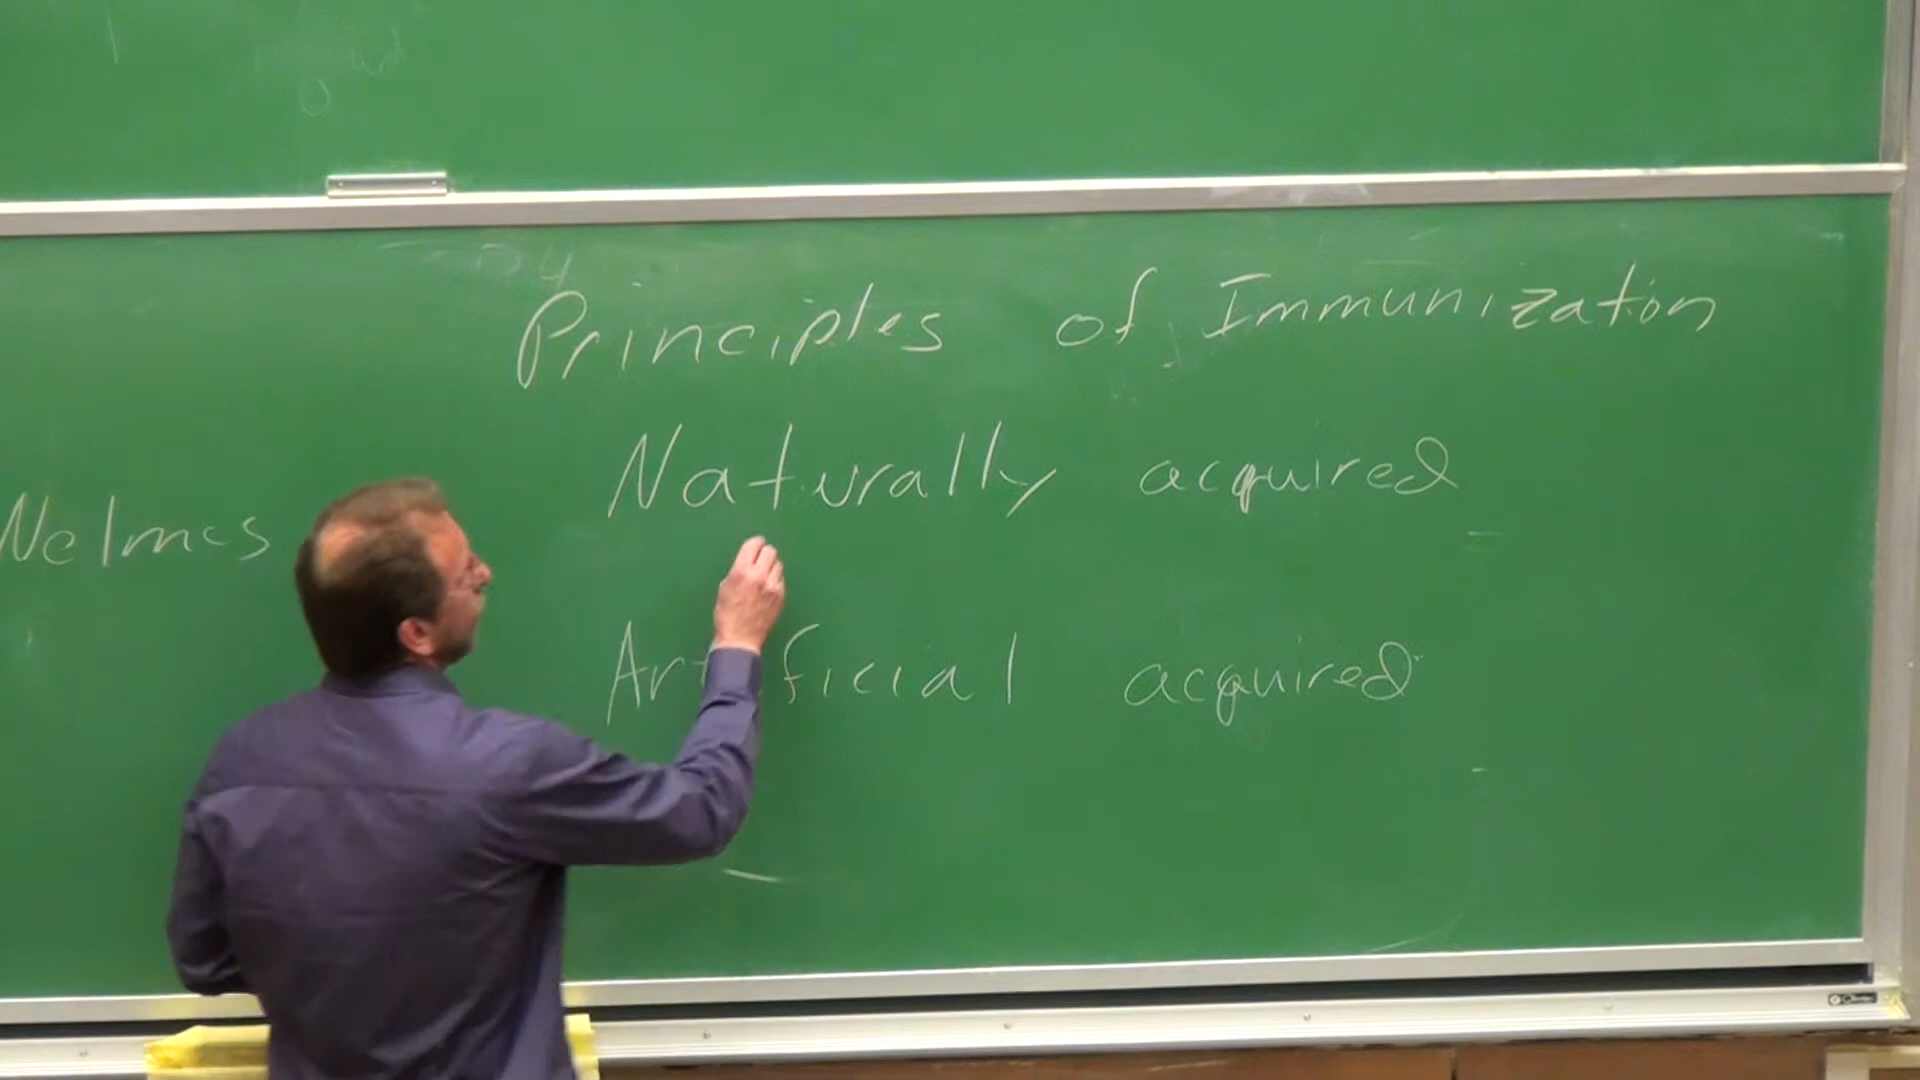 Principles of Immunization
Naturally acquired
Nelmes
Artificial acquired